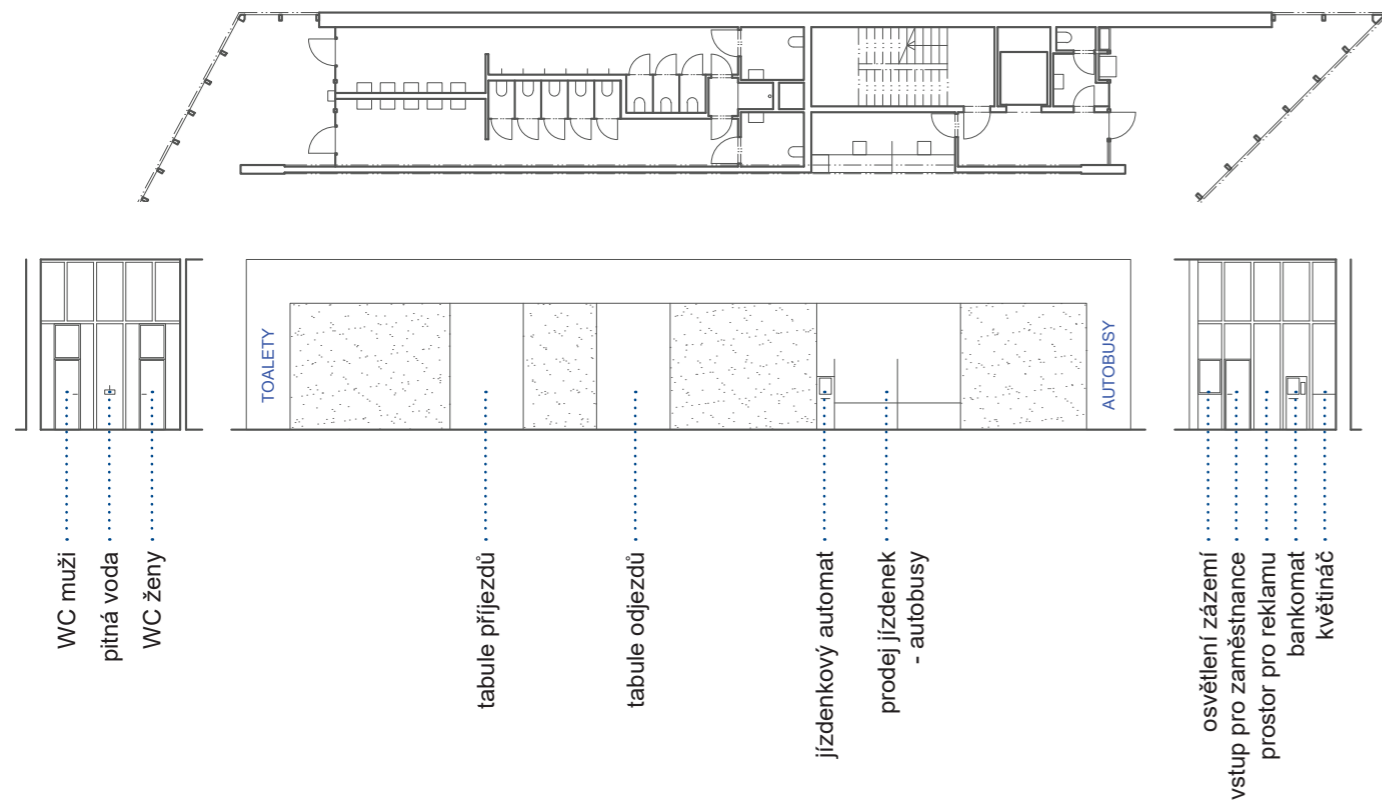 TOALETY
AUTOBUSY
WC muži
pitná voda
WC ženy
tabule příjezdů
tabule odjezdů
jízdenkový automat
prodej jízdenek
- autobusy
osvětlení zázemí
vstup pro zaměstnance
prostor pro reklamu
bankomat
květináč